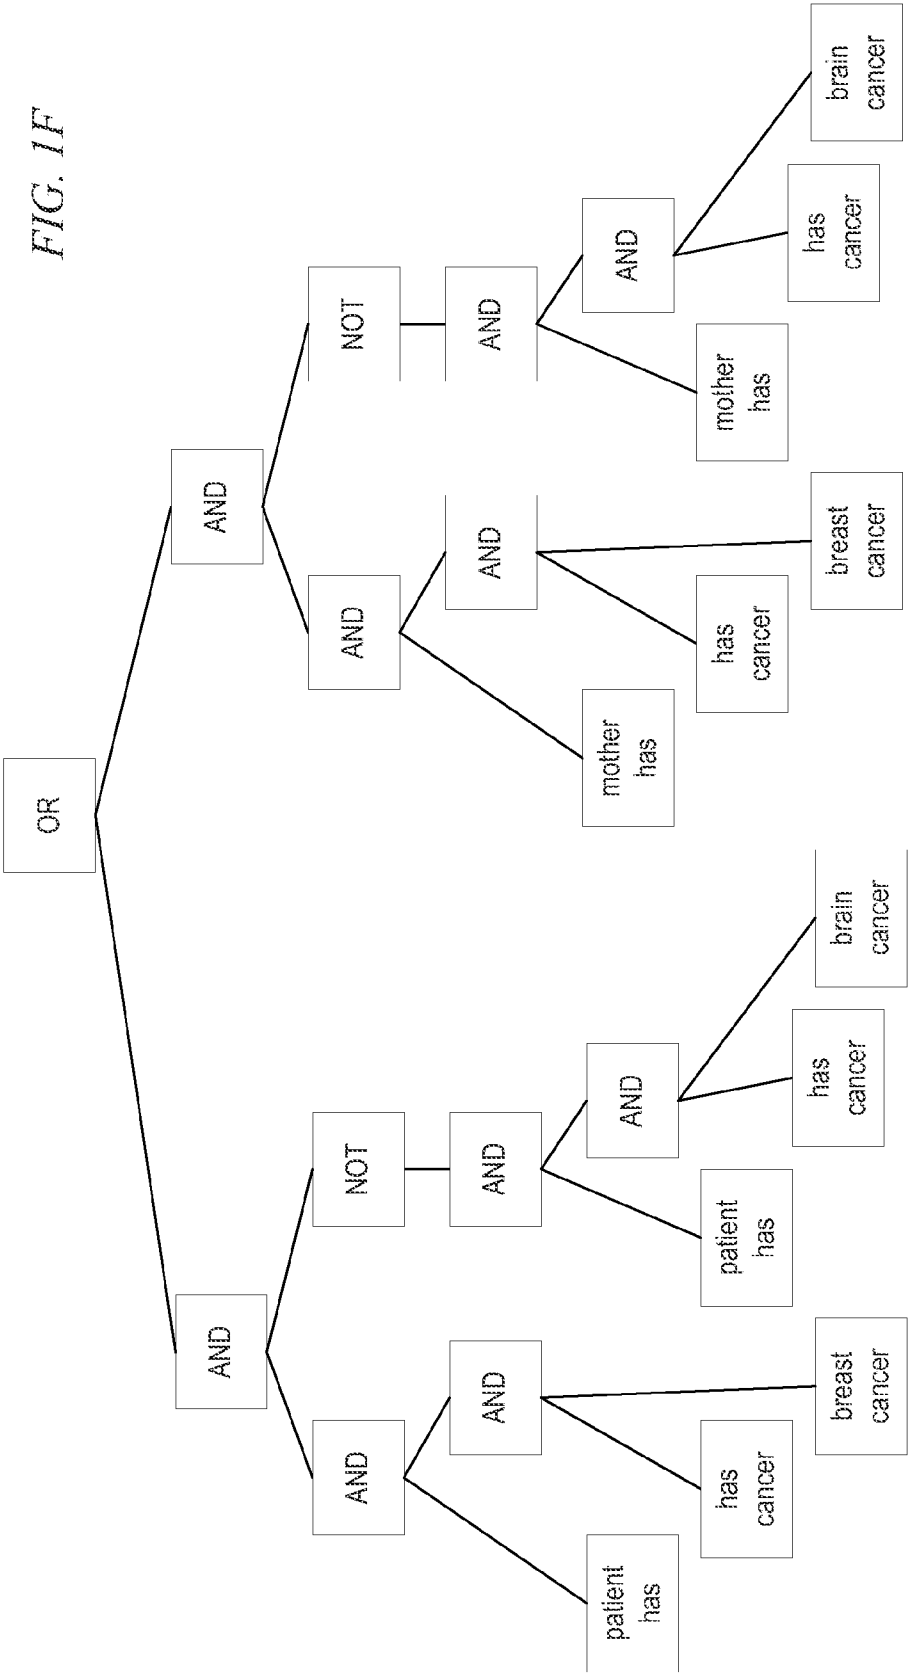 FIG. 1F
OR
AND
AND
AND
NOT
AND
NOT
patient
has
AND
AND
mother
has
AND
AND
has
cancer
breast
cancer
patient
has
AND
has
cancer
breast
cancer
mother
has
AND
has
cancer
brain
cancer
has
cancer
brain
cancer